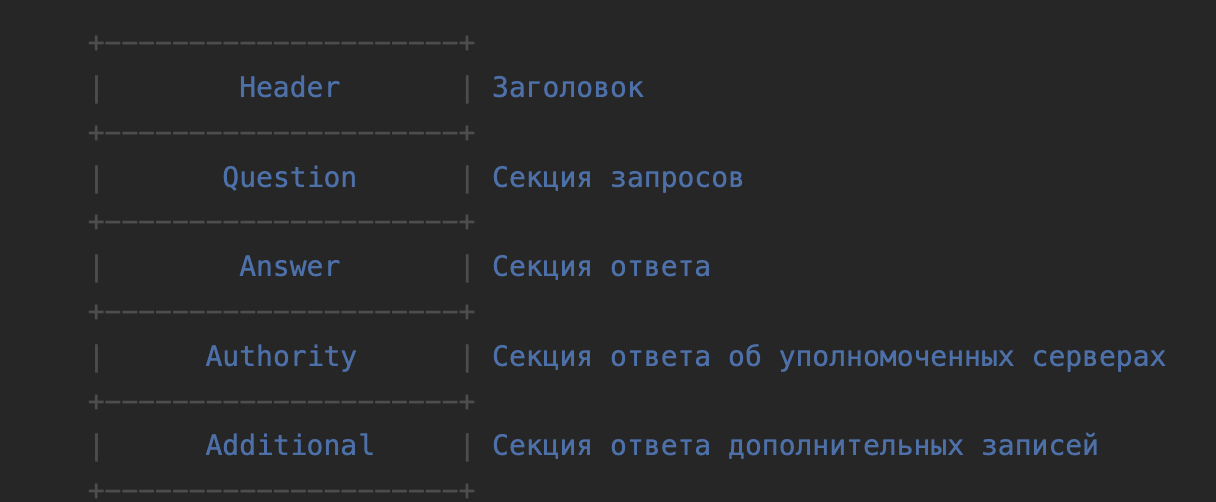 +---------------------+
|        Header       | Заголовок
+---------------------+
|       Question      | Секция запросов
+---------------------+
|        Answer       | Секция ответа
+---------------------+
|      Authority      | Секция ответа об уполномоченных серверах
+---------------------+
|      Additional     | Секция ответа дополнительных записей
+---------------------+